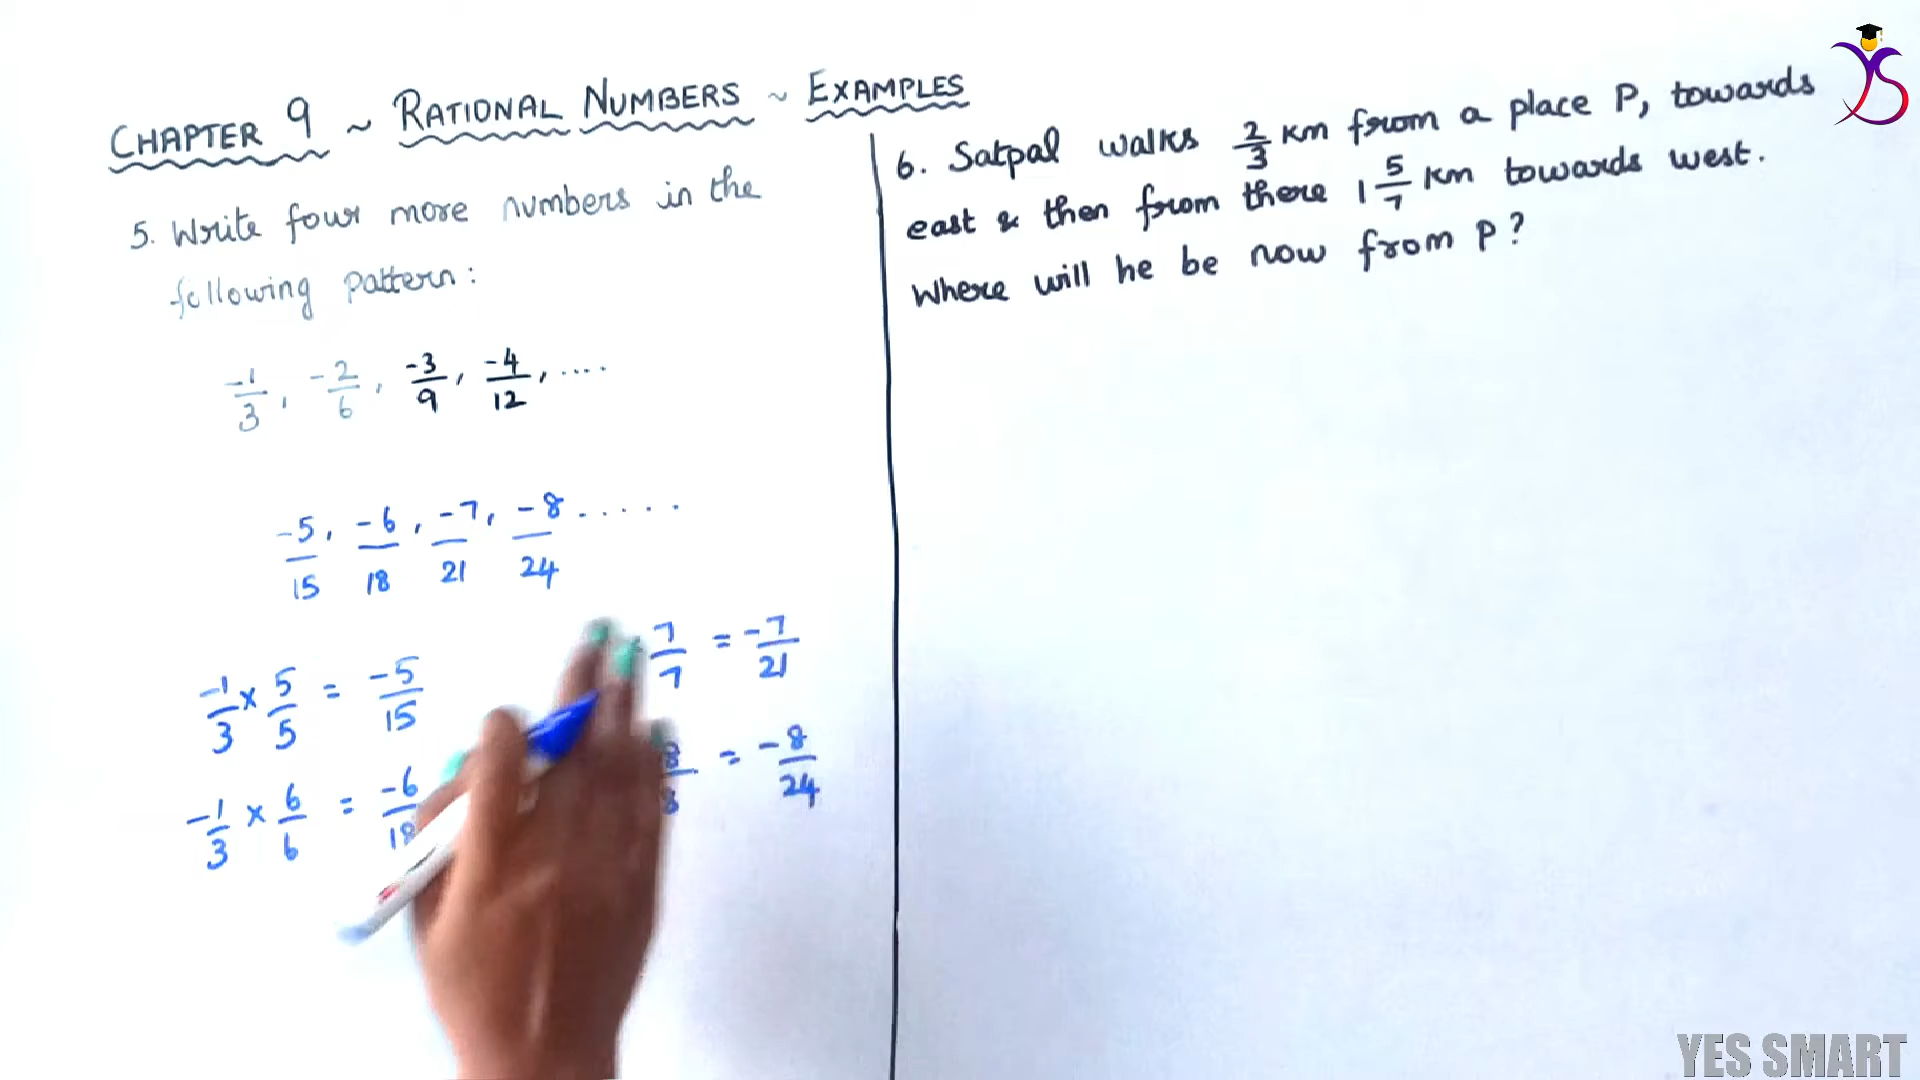 CHAPTER 9 ~ RATIONAL NUMBERS ~ EXAMPLES
5. Write four more numbers in the
following pattern:
-1/3, -2/6, -3/9, -4/12, ....
-5/15, -6/18, -7/21, -8/24 .....
7/7 = -7/21
-1/3 × 5/5 = -5/15
8/8 = -8/24
-1/3 × 6/6 = -6/18
6. Satpal walks 2/3 km from a place P, towards
east & then from there 1 5/7 km towards west.
Where will he be now from P?
YS
YES SMART